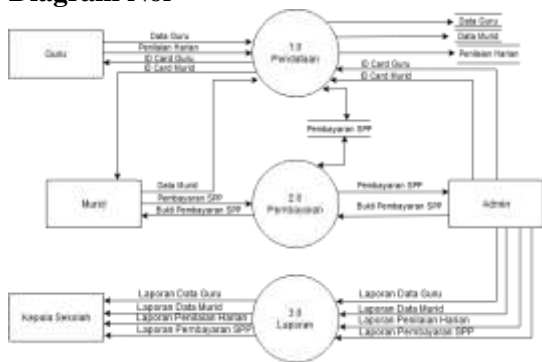 Diagram Nol
Data Guru
Penilaian Harian
ID Card Guru
ID Card Murid
Guru
1.0
Pendataan
Data Guru
Data Murid
Penilaian Harian
ID Card Guru
ID Card Murid
Pembayaran SPP
Murid
Data Murid
Pembayaran SPP
Bukti Pembayaran SPP
2.0
Pembayaran
Pembayaran SPP
Bukti Pembayaran SPP
Admin
Kepala Sekolah
Laporan Data Guru
Laporan Data Murid
Laporan Penilaian Harian
Laporan Pembayaran SPP
3.0
Laporan
Laporan Data Guru
Laporan Data Murid
Laporan Penilaian Harian
Laporan Pembayaran SPP